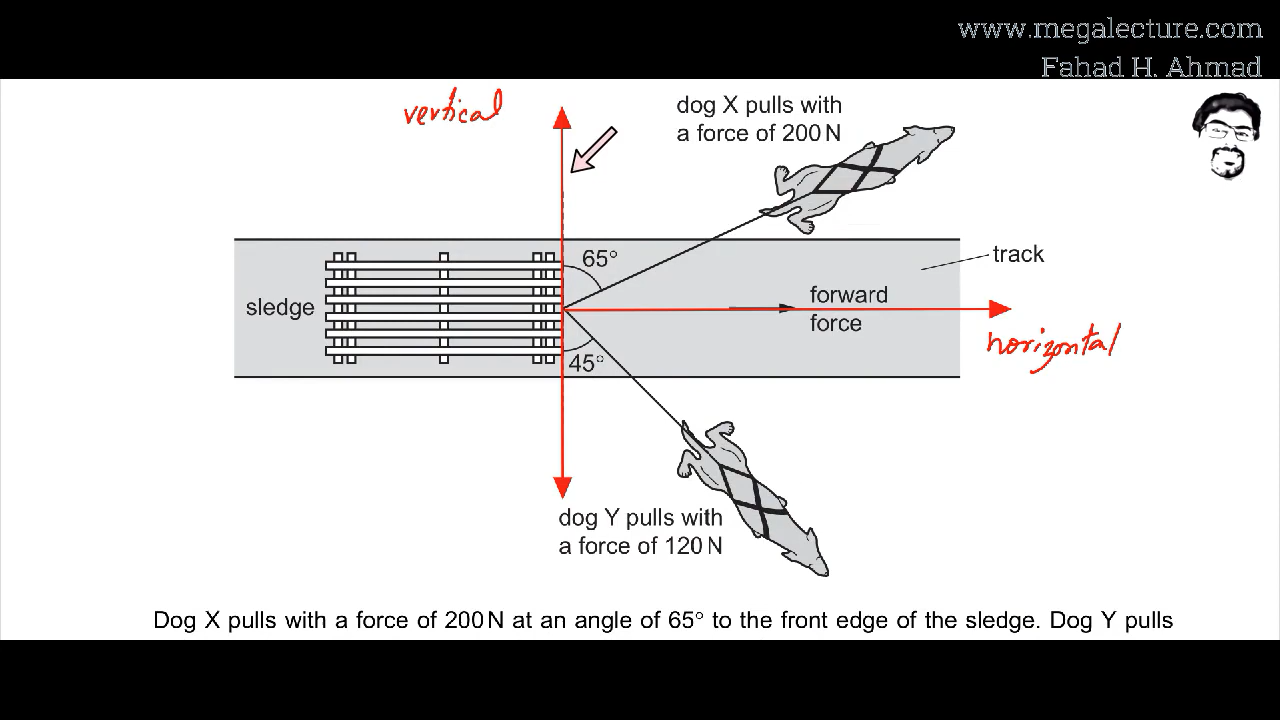 www.megalecture.com
Fahad H. Ahmad
vertical
dog X pulls with
a force of 200 N
65°
track
sledge
forward
force
horizontal
45°
dog Y pulls with
a force of 120 N
Dog X pulls with a force of 200 N at an angle of 65° to the front edge of the sledge. Dog Y pulls